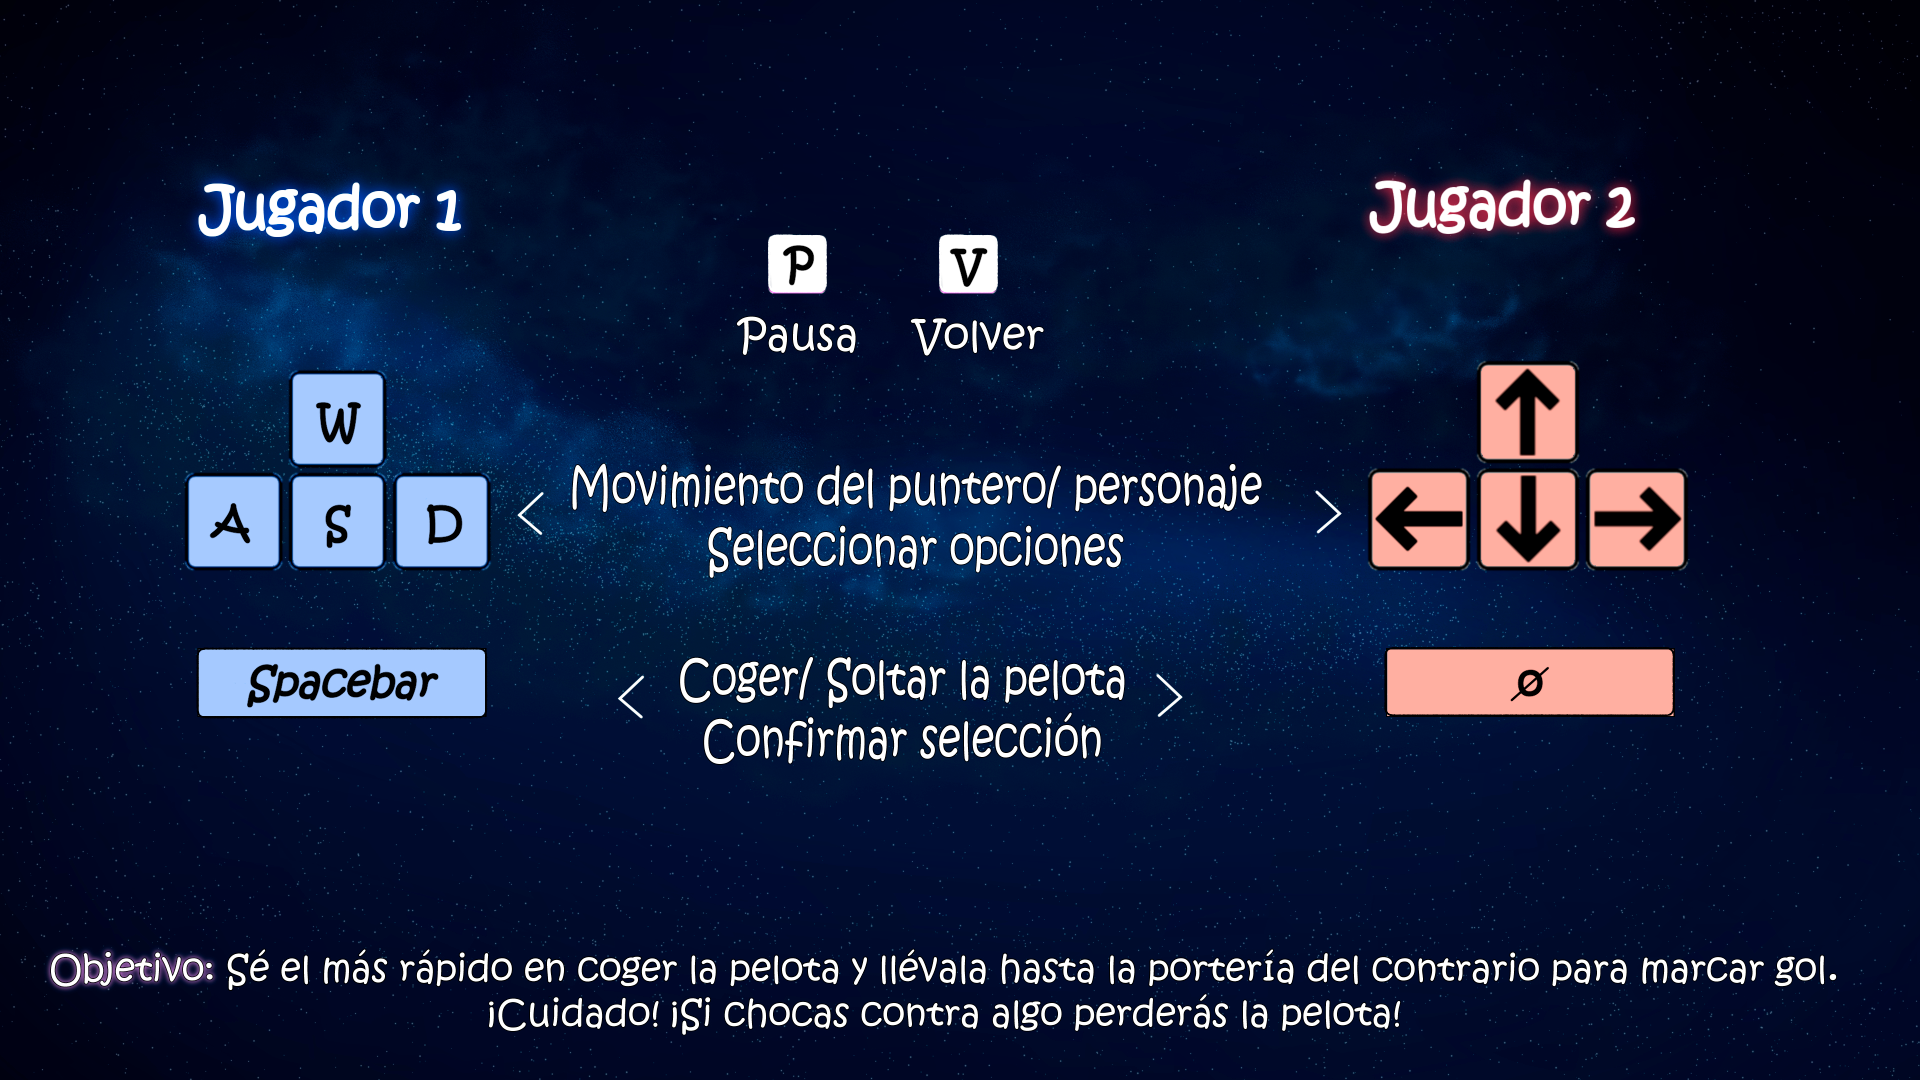 Jugador 1
Jugador 2
P
V
Pausa
Volver
W
A
S
D
< Movimiento del puntero/ personaje >
Seleccionar opciones
↑
← ↓ →
Spacebar
< Coger/ Soltar la pelota >
Confirmar selección
Ø
Objetivo: Sé el más rápido en coger la pelota y llévala hasta la portería del contrario para marcar gol.
¡Cuidado! ¡Si chocas contra algo perderás la pelota!